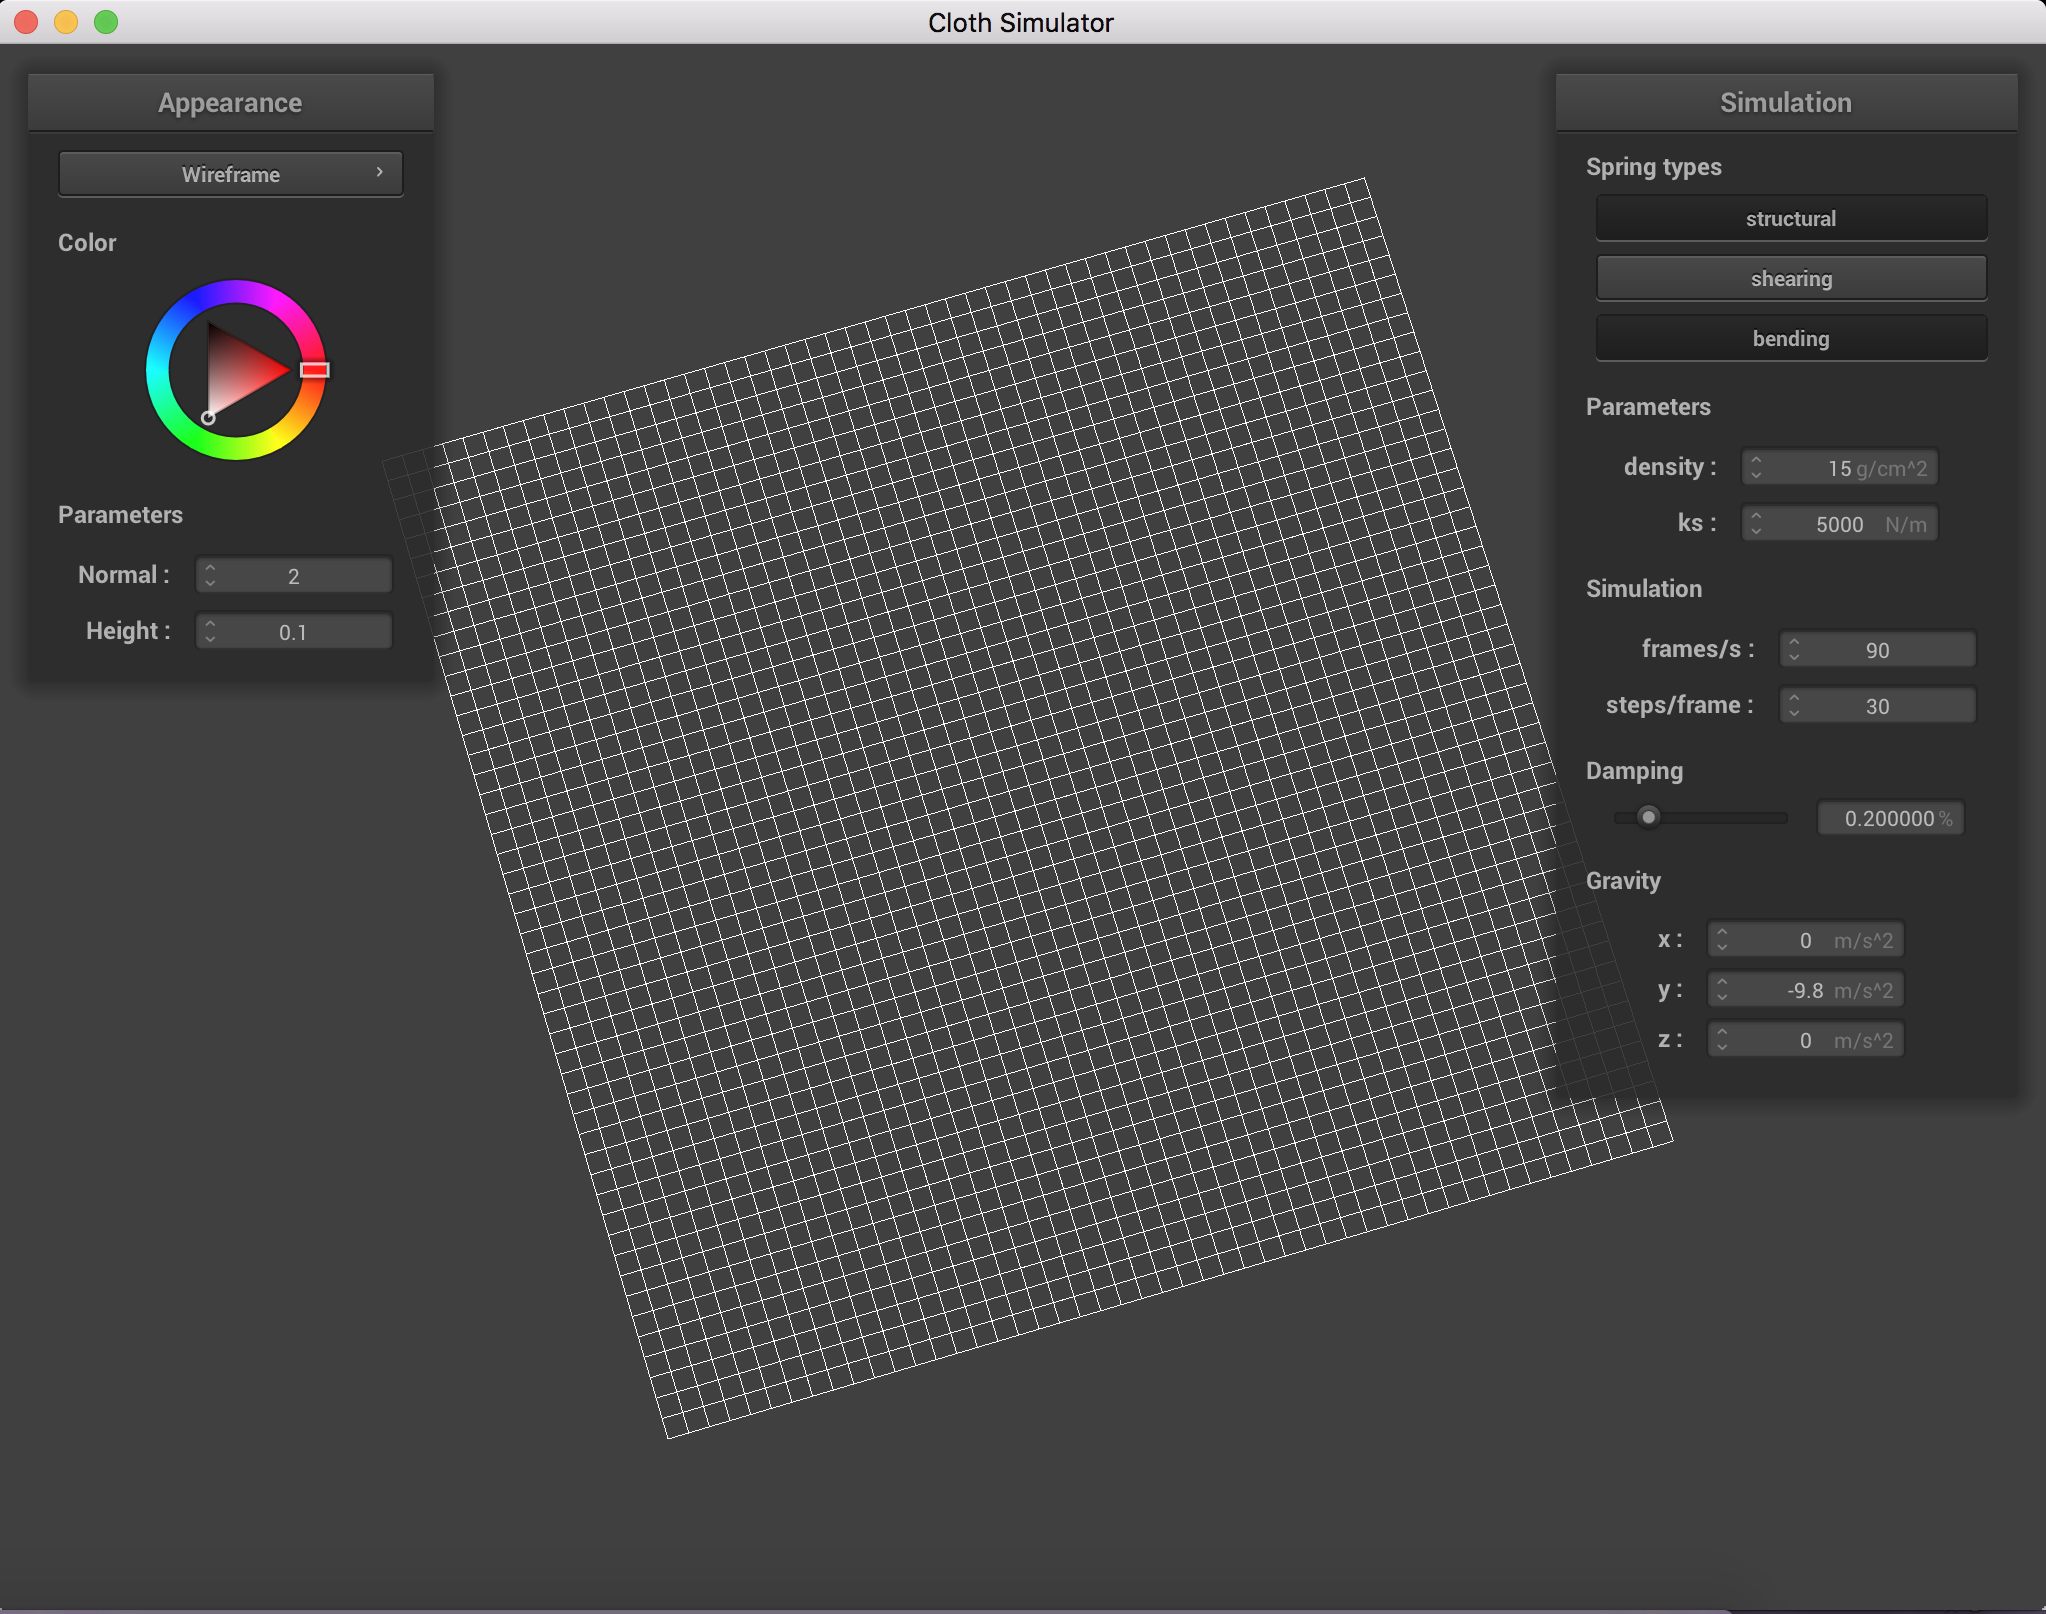 Cloth Simulator
Appearance
Wireframe
Color
Parameters
Normal : 2
Height : 0.1
Simulation
Spring types
structural
shearing
bending
Parameters
density : 15 g/cm^2
ks : 5000 N/m
Simulation
frames/s : 90
steps/frame : 30
Damping
0.200000 %
Gravity
x : 0 m/s^2
y : -9.8 m/s^2
z : 0 m/s^2